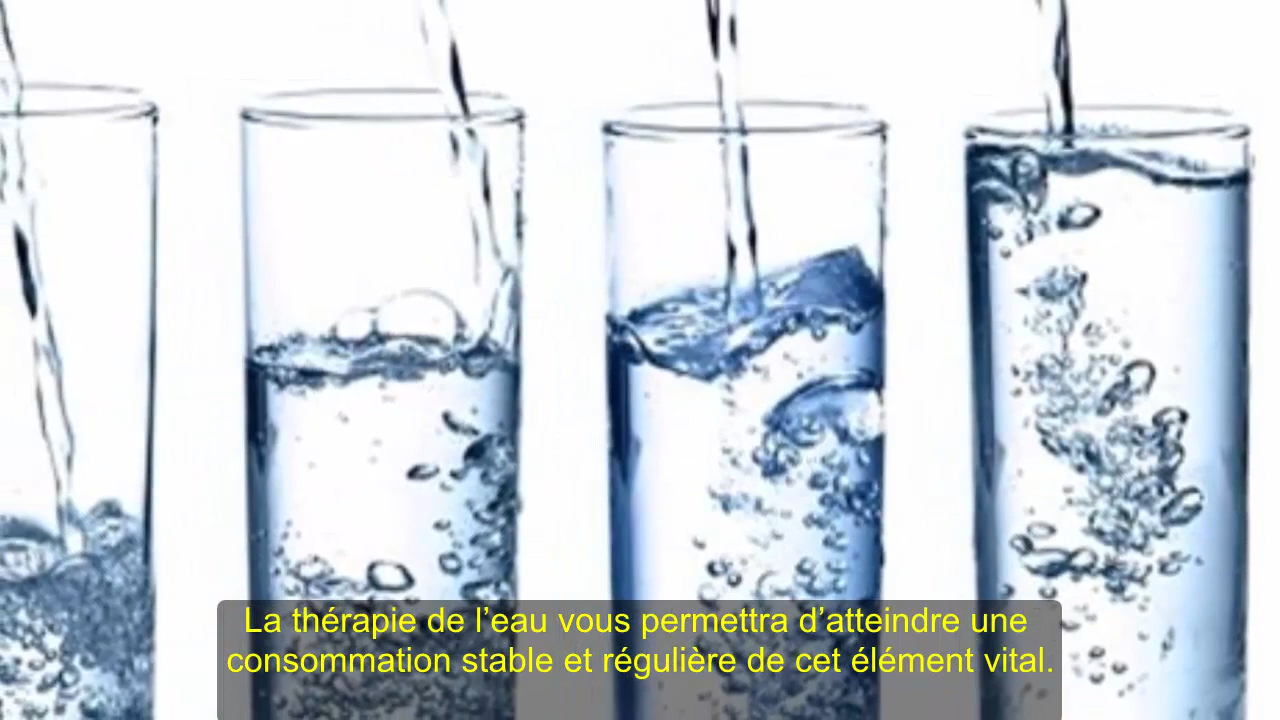 La thérapie de l’eau vous permettra d’atteindre une
consommation stable et régulière de cet élément vital.